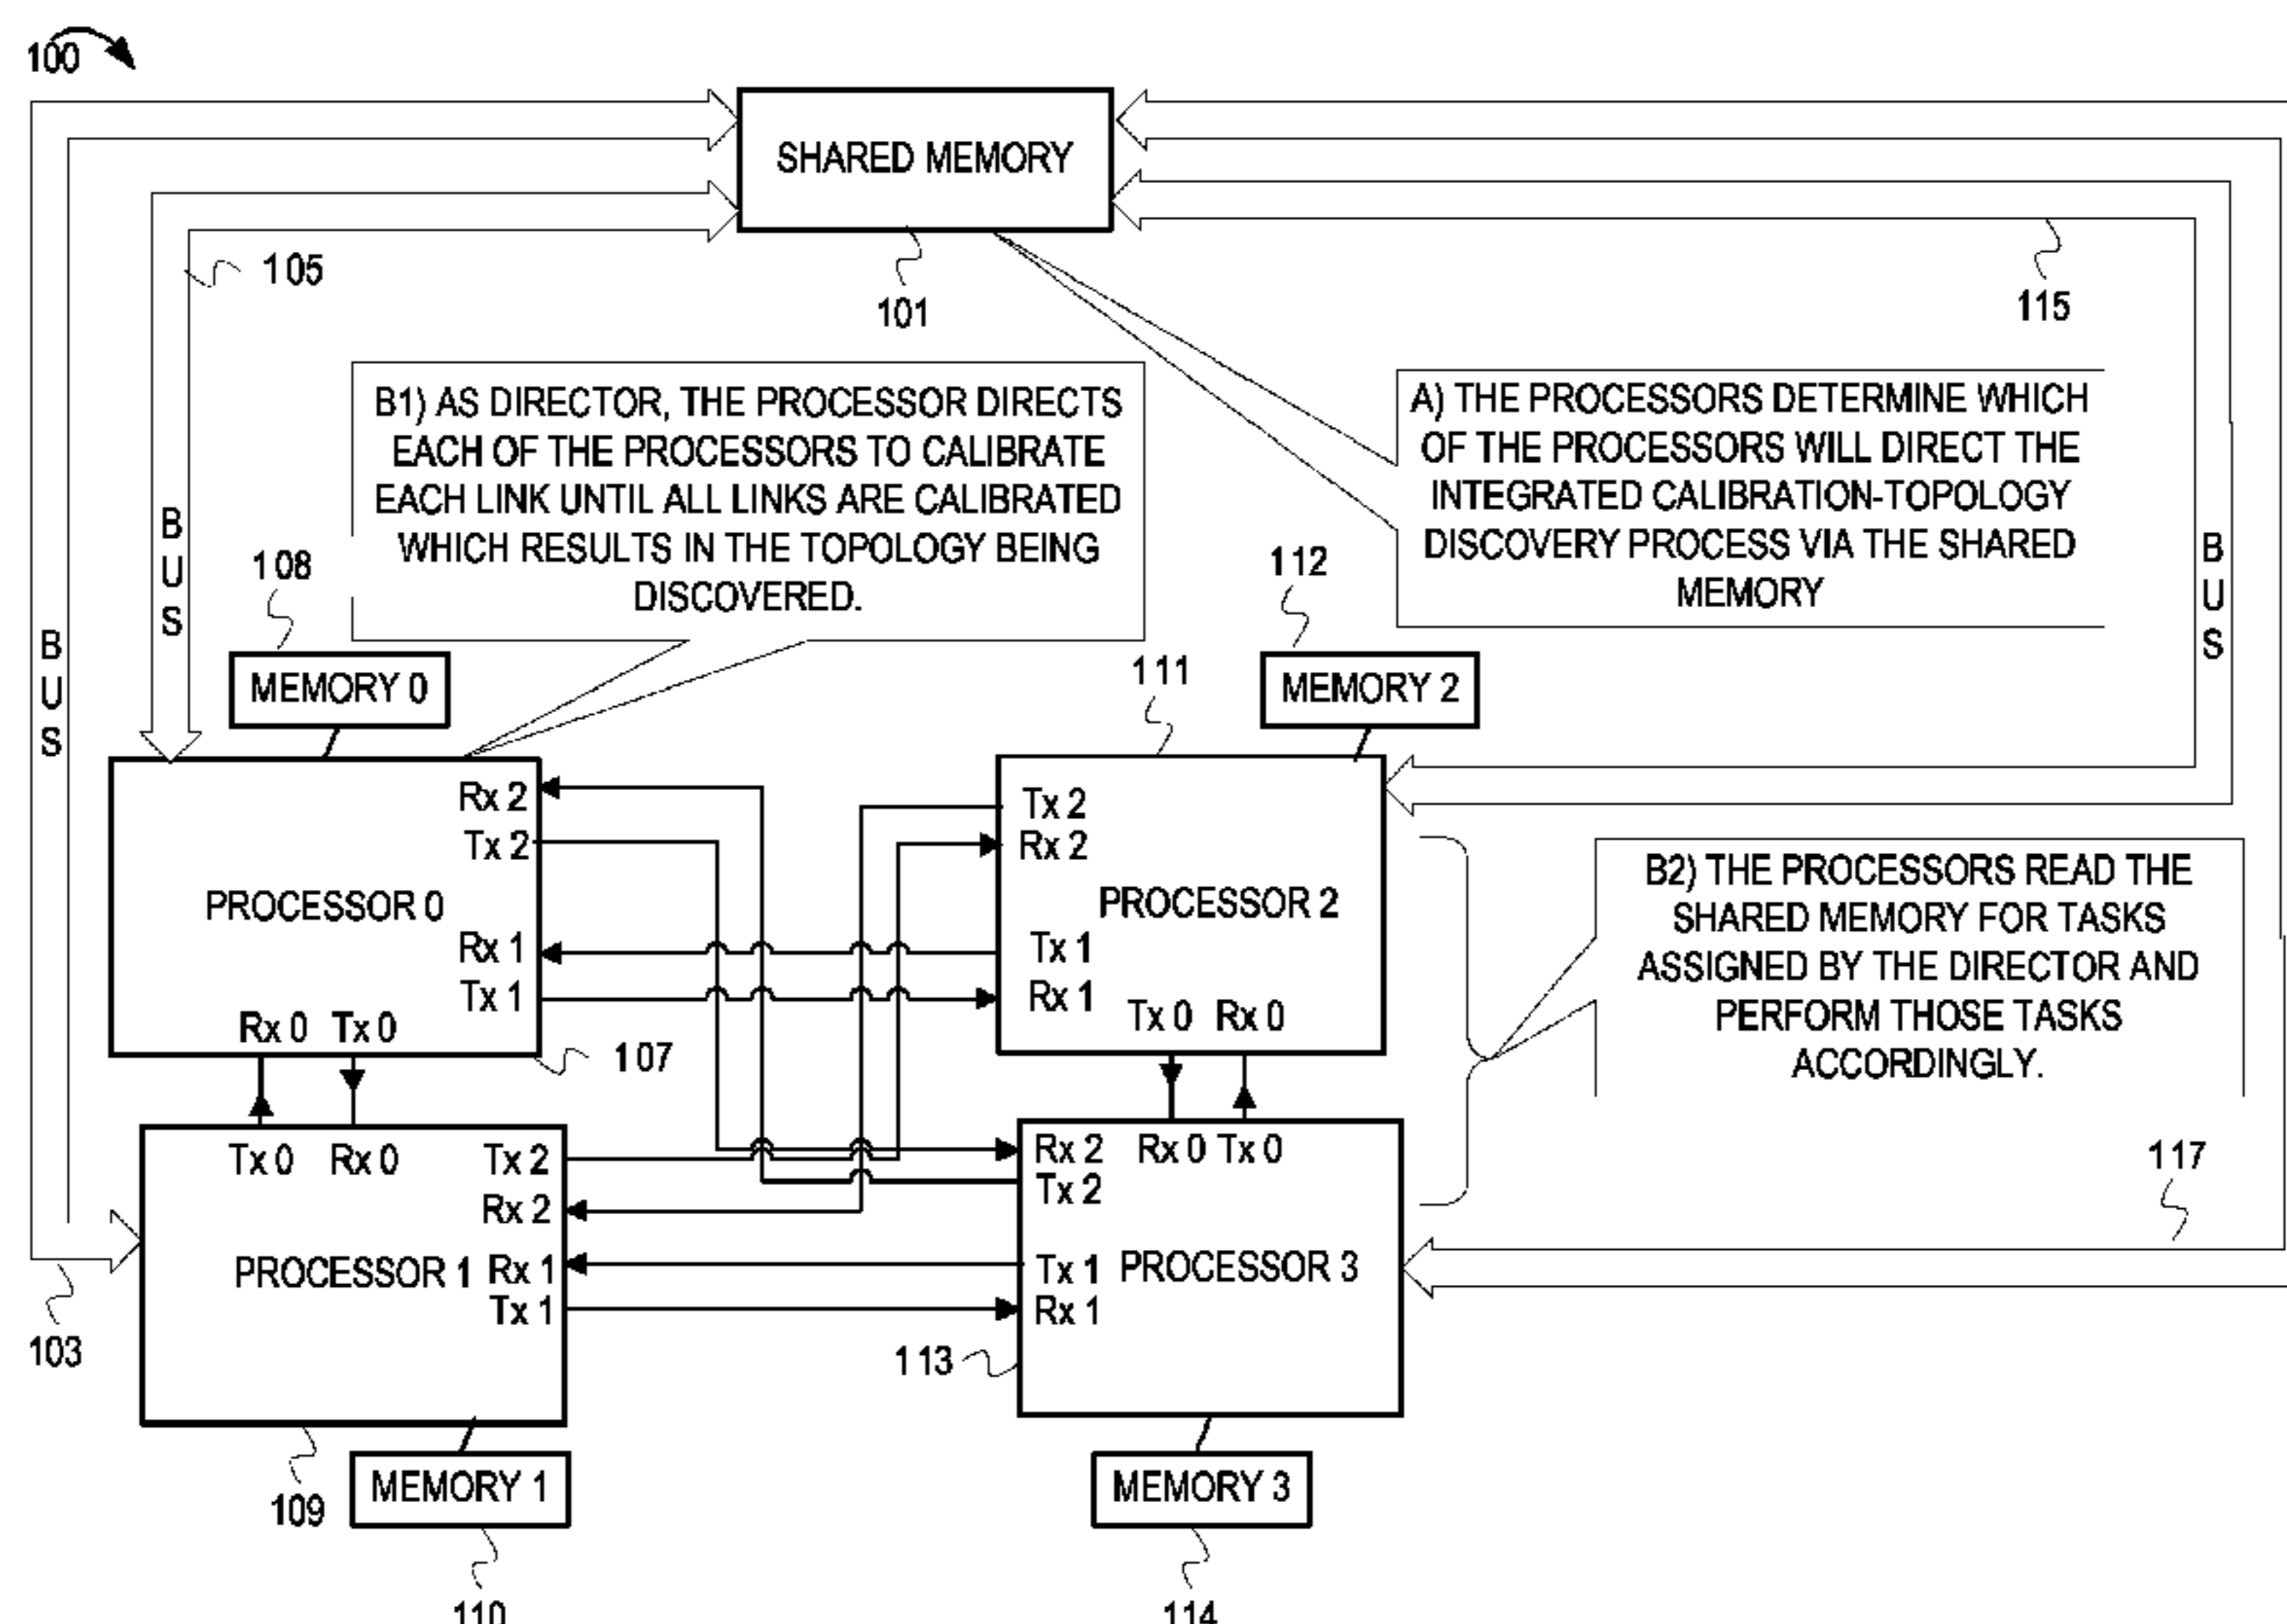 100
SHARED MEMORY
105
101
115
B1) AS DIRECTOR, THE PROCESSOR DIRECTS
EACH OF THE PROCESSORS TO CALIBRATE
EACH LINK UNTIL ALL LINKS ARE CALIBRATED
WHICH RESULTS IN THE TOPOLOGY BEING
DISCOVERED.
A) THE PROCESSORS DETERMINE WHICH
OF THE PROCESSORS WILL DIRECT THE
INTEGRATED CALIBRATION-TOPOLOGY
DISCOVERY PROCESS VIA THE SHARED
MEMORY
B
U
S
B
U
S
B
U
S
108
MEMORY 0
112
MEMORY 2
111
Rx 2
Tx 2
PROCESSOR 0
Rx 1
Tx 1
Rx 0 Tx 0
107
Tx 2
Rx 2
PROCESSOR 2
Tx 1
Rx 1
Tx 0 Rx 0
B2) THE PROCESSORS READ THE
SHARED MEMORY FOR TASKS
ASSIGNED BY THE DIRECTOR AND
PERFORM THOSE TASKS
ACCORDINGLY.
Tx 0 Rx 0 Tx 2
Rx 2
PROCESSOR 1 Rx 1
Tx 1
Rx 2 Rx 0 Tx 0
Tx 2
Tx 1 PROCESSOR 3
Rx 1
117
103
113
109
MEMORY 1
MEMORY 3
110
114